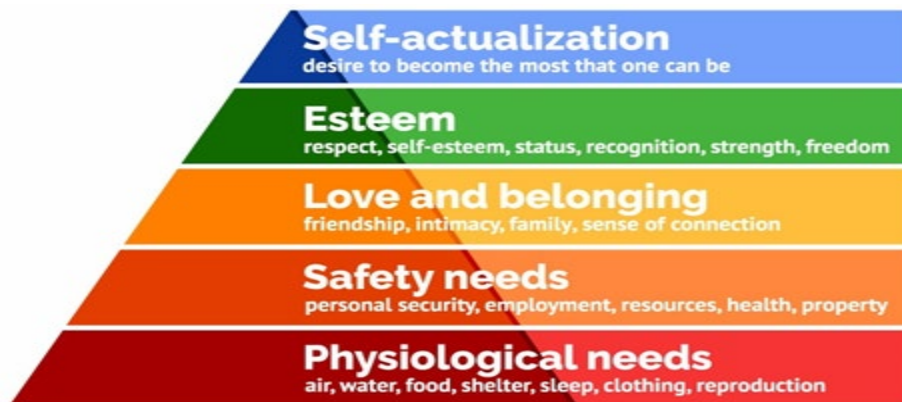 Self-actualization
desire to become the most that one can be
Esteem
respect, self-esteem, status, recognition, strength, freedom
Love and belonging
friendship, intimacy, family, sense of connection
Safety needs
personal security, employment, resources, health, property
Physiological needs
air, water, food, shelter, sleep, clothing, reproduction